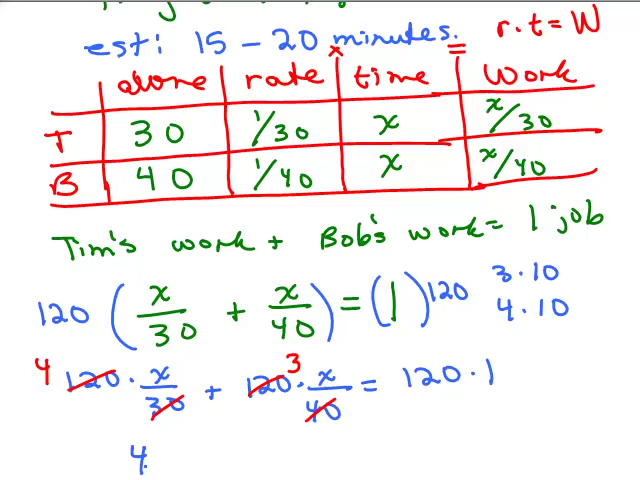 est: 15 - 20 minutes. r.t = W
alone rate × time = work
T 30 1/30 x x/30
B 40 1/40 x x/40
Tim's work + Bob's work = 1 job
120 ( x/30 + x/40 ) = ( 1 ) 120 3·10
4·10
4 120 · x/30 + 120 3 · x/40 = 120 · 1
4